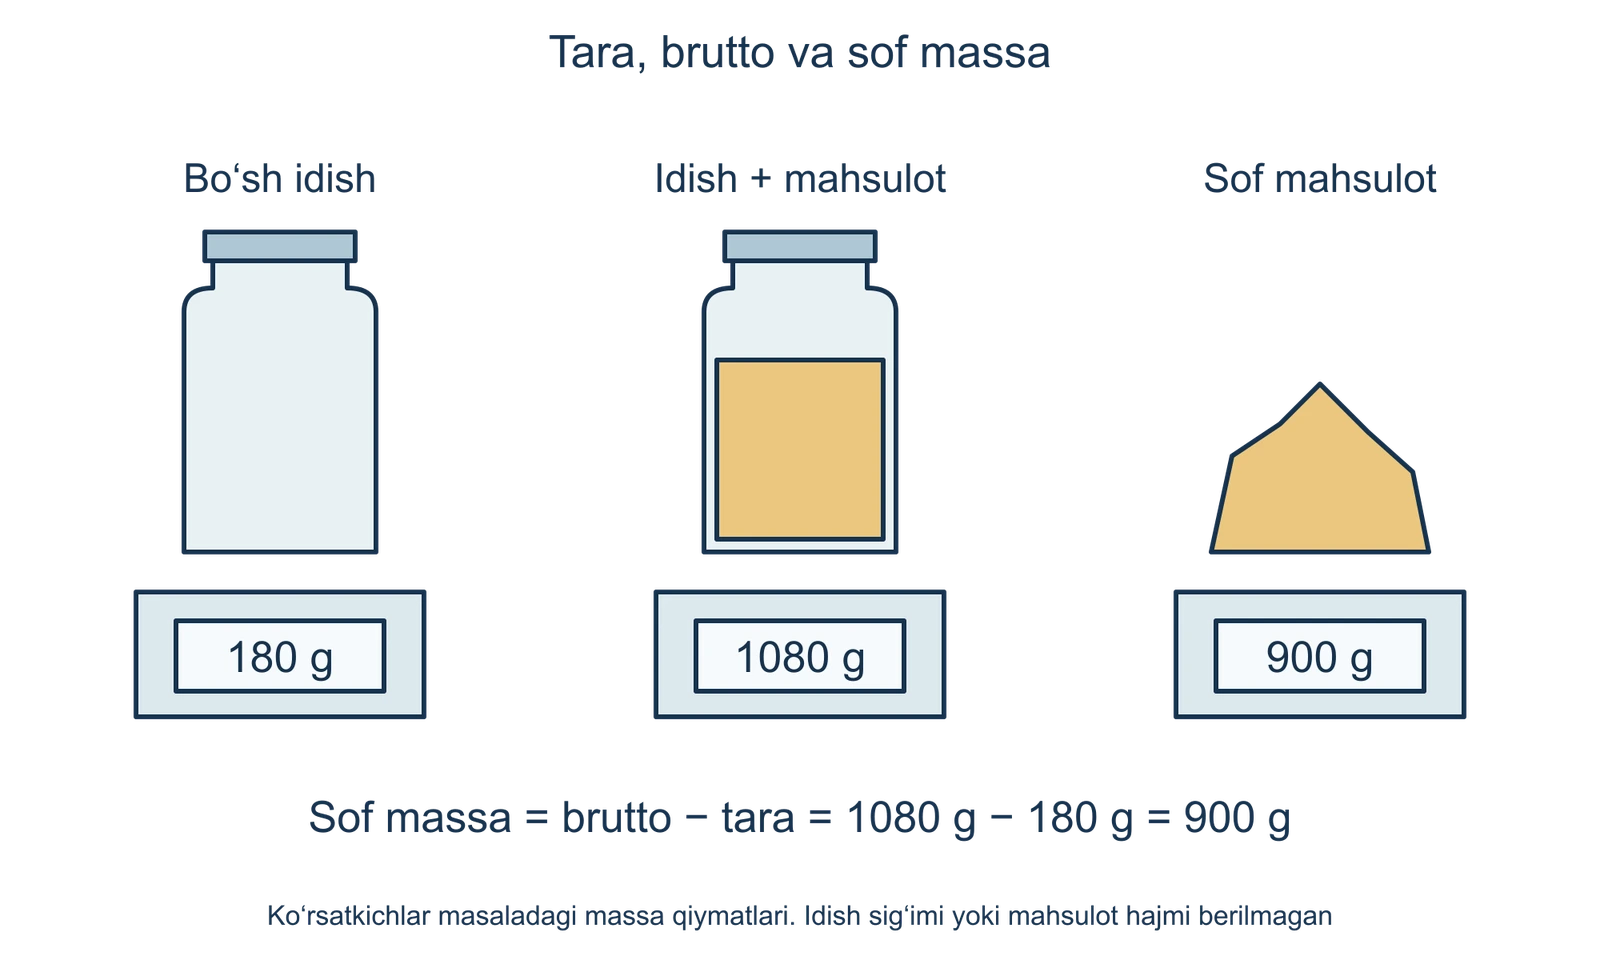 Tara, brutto va sof massa
Bo‘sh idish
Idish + mahsulot
Sof mahsulot
180 g
1080 g
900 g
Sof massa = brutto − tara = 1080 g − 180 g = 900 g
Ko‘rsatkichlar masaladagi massa qiymatlari. Idish sig‘imi yoki mahsulot hajmi berilmagan